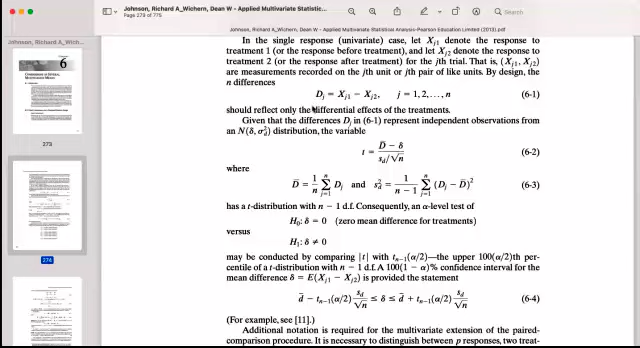 Johnson, Richard A_Wichern, Dean W - Applied Multivariate Statistic...
Page 279 of 775
Search
Johnson, Richard A_Wichern, Dean W - Applied Multivariate Statistical Analysis-Pearson Education Limited (2013).pdf
Johnson, Richard A_Wich...
6
273
274
In the single response (univariate) case, let X_{j1} denote the response to
treatment 1 (or the response before treatment), and let X_{j2} denote the response to
treatment 2 (or the response after treatment) for the jth trial. That is, (X_{j1}, X_{j2})
are measurements recorded on the jth unit or jth pair of like units. By design, the
n differences
D_j = X_{j1} − X_{j2}, j = 1, 2, ..., n (6-1)
should reflect only the differential effects of the treatments.
Given that the differences D_j in (6-1) represent independent observations from
an N(δ, σ_d^2) distribution, the variable
t = (D̄ − δ) / (s_d/√n) (6-2)
where
D̄ = 1/n ∑_{j=1}^{n} D_j and s_d^2 = 1/(n − 1) ∑_{j=1}^{n} (D_j − D̄)^2 (6-3)
has a t-distribution with n − 1 d.f. Consequently, an α-level test of
H_0: δ = 0 (zero mean difference for treatments)
versus
H_1: δ ≠ 0
may be conducted by comparing |t| with t_{n−1}(α/2)—the upper 100(α/2)th per-
centile of a t-distribution with n − 1 d.f. A 100(1 − α)% confidence interval for the
mean difference δ = E(X_{j1} − X_{j2}) is provided the statement
d̄ − t_{n−1}(α/2) s_d/√n ≤ δ ≤ d̄ + t_{n−1}(α/2) s_d/√n (6-4)
(For example, see [11].)
Additional notation is required for the multivariate extension of the paired-
comparison procedure. It is necessary to distinguish between p responses, two treat-